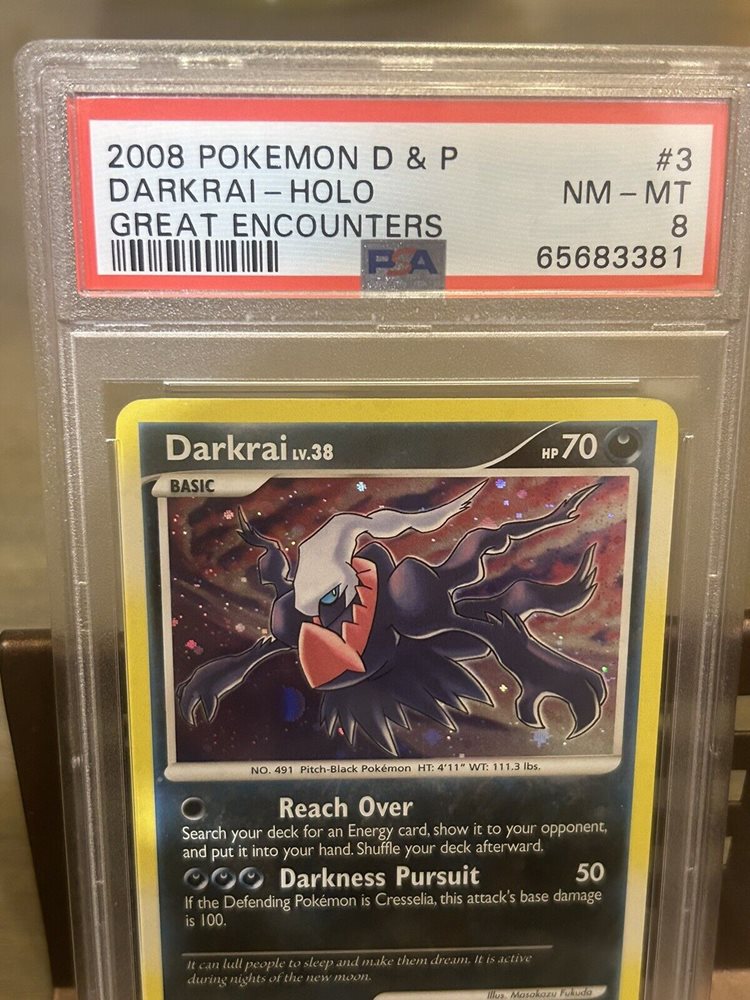 2008 POKEMON D & P #3
DARKRAI - HOLO NM - MT
GREAT ENCOUNTERS 8
PSA 65683381
Darkrai LV.38 HP 70
BASIC
NO. 491 Pitch-Black Pokémon HT: 4'11" WT: 111.3 lbs.
Reach Over
Search your deck for an Energy card, show it to your opponent,
and put it into your hand. Shuffle your deck afterward.
Darkness Pursuit 50
If the Defending Pokémon is Cresselia, this attack's base damage
is 100.
It can lull people to sleep and make them dream. It is active
during nights of the new moon.
Illus. Masakazu Fukuda